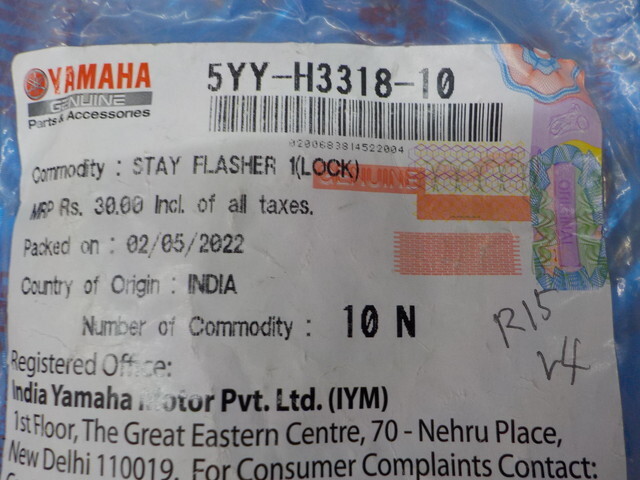 YAMAHA
GENUINE
Parts & Accessories
5YY-H3318-10
0200683814522004
Commodity : STAY FLASHER 1(LOCK)
GENUINE
MRP Rs. 30.00 Incl. of all taxes.
ORIGINAL
Packed on : 02/05/2022
Country of Origin : INDIA
Number of Commodity : 10 N
R15
V4
Registered Office:
India Yamaha Motor Pvt. Ltd. (IYM)
1st Floor, The Great Eastern Centre, 70 - Nehru Place,
New Delhi 110019. For Consumer Complaints Contact: